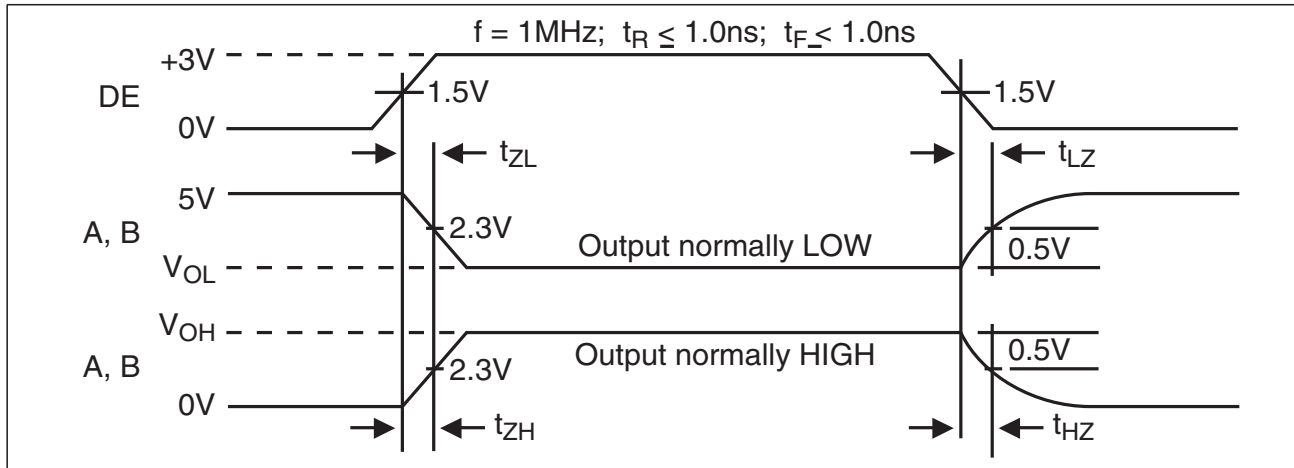 f = 1MHz; tR ≤ 1.0ns; tF ≤ 1.0ns
+3V
DE
1.5V
1.5V
0V
tZL
tLZ
5V
A, B
2.3V
Output normally LOW
0.5V
VOL
VOH
A, B
2.3V
Output normally HIGH
0.5V
0V
tZH
tHZ